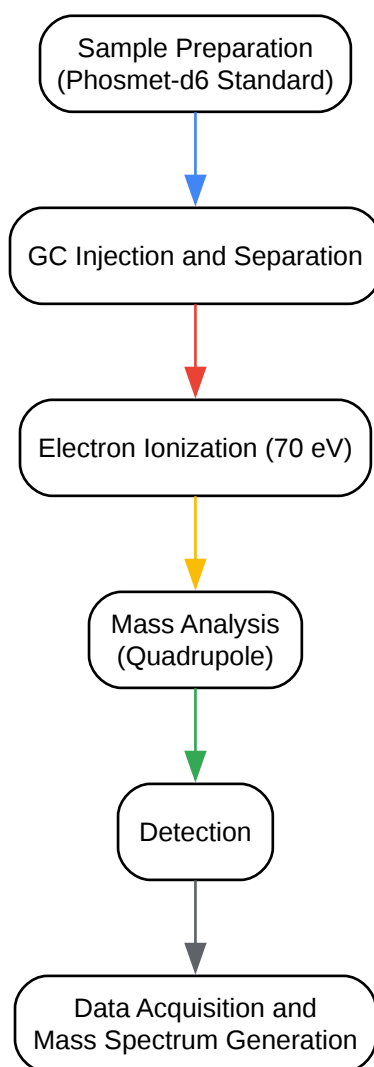 Sample Preparation
(Phosmet-d6 Standard)
GC Injection and Separation
Electron Ionization (70 eV)
Mass Analysis
(Quadrupole)
Detection
Data Acquisition and
Mass Spectrum Generation